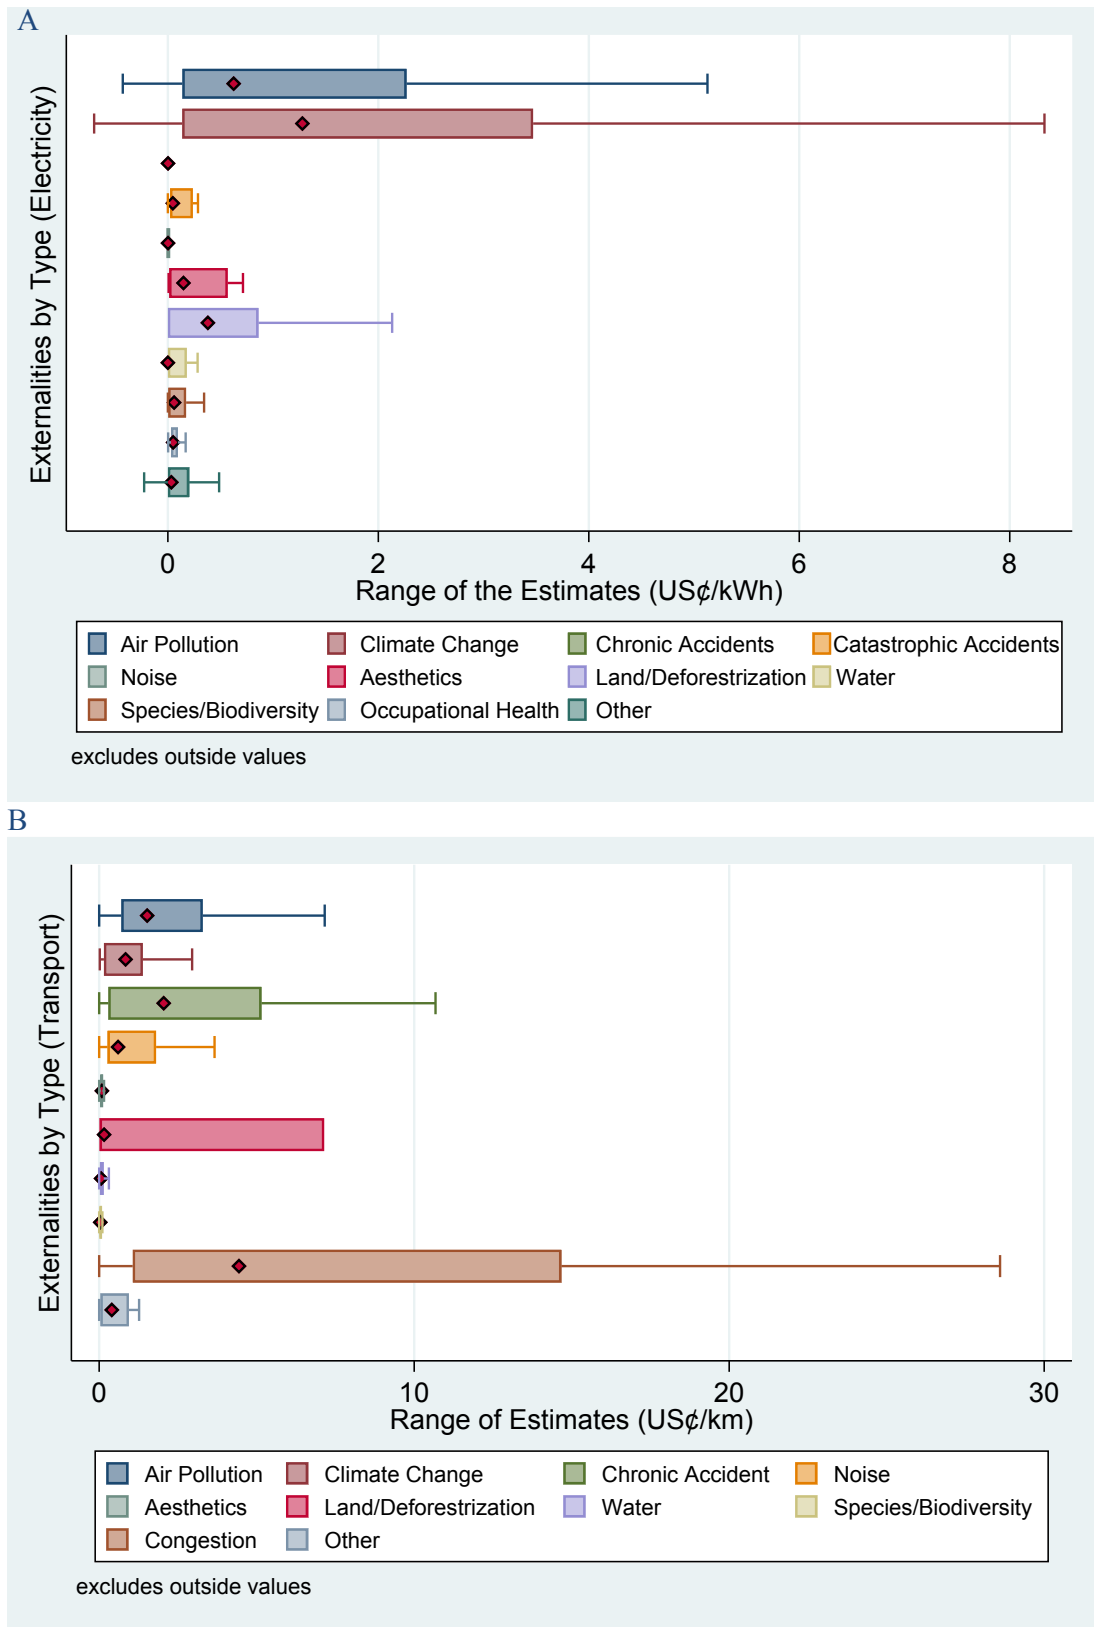 A
Externalities by Type (Electricity)
0 2 4 6 8
Range of the Estimates (US¢/kWh)
Air Pollution Climate Change Chronic Accidents Catastrophic Accidents
Noise Aesthetics Land/Deforestrization Water
Species/Biodiversity Occupational Health Other
excludes outside values
B
Externalities by Type (Transport)
0 10 20 30
Range of Estimates (US¢/km)
Air Pollution Climate Change Chronic Accident Noise
Aesthetics Land/Deforestrization Water Species/Biodiversity
Congestion Other
excludes outside values